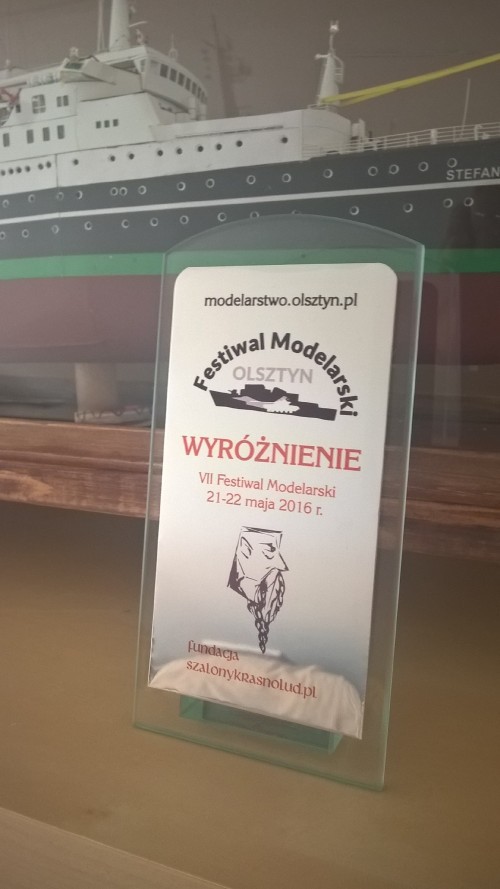 STEFAN
modelarstwo.olsztyn.pl
Festiwal Modelarski
OLSZTYN
WYRÓŻNIENIE
VII Festiwal Modelarski
21-22 maja 2016 r.
fundacja
szalonykrasnolud.pl